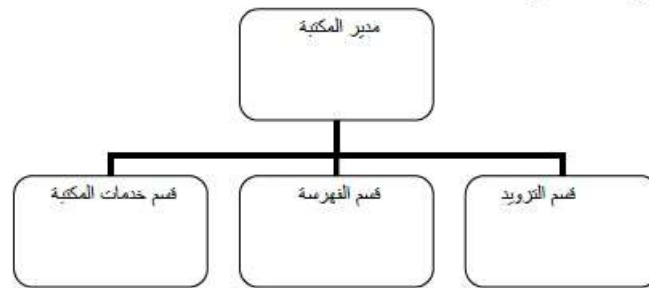 مدير المكتبة
قسم التزويد
قسم الفهرسة
قسم خدمات المكتبة